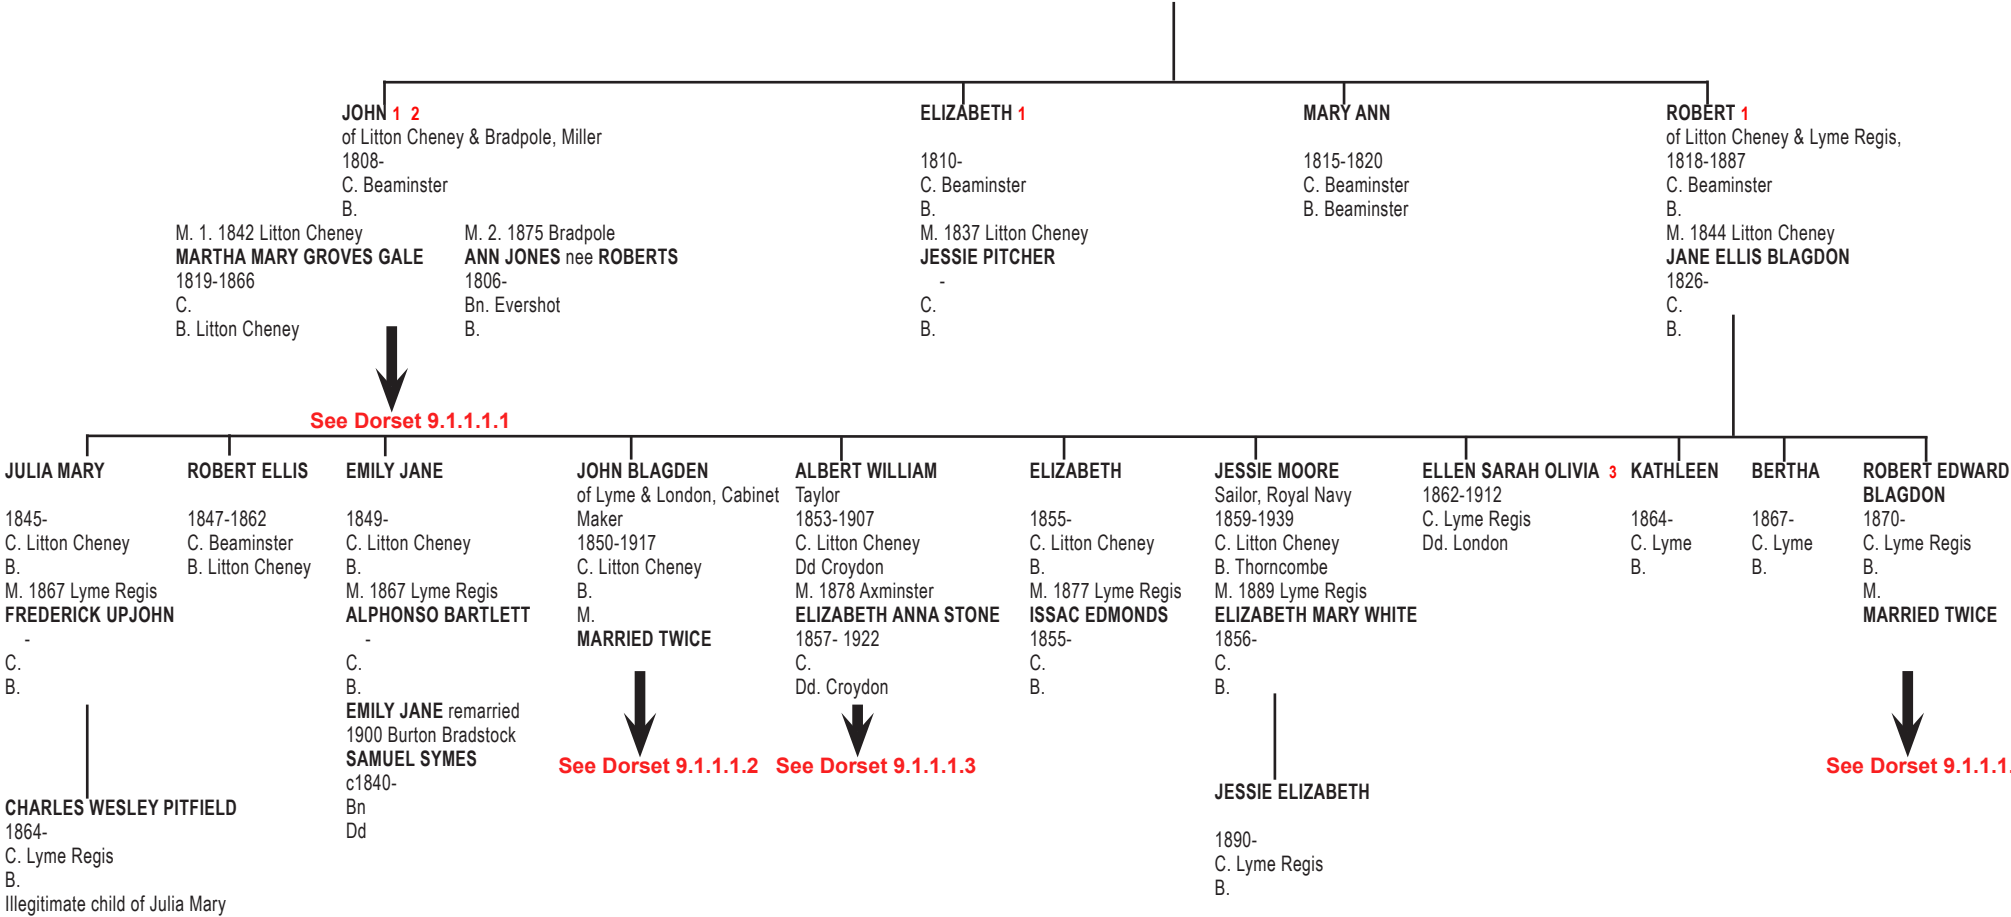 JOHN 1 2
of Litton Cheney & Bradpole, Miller
1808-
C. Beaminster
B.
M. 1. 1842 Litton Cheney
MARTHA MARY GROVES GALE
1819-1866
C.
B. Litton Cheney
M. 2. 1875 Bradpole
ANN JONES nee ROBERTS
1806-
Bn. Evershot
B.
See Dorset 9.1.1.1.1
ELIZABETH 1
1810-
C. Beaminster
B.
M. 1837 Litton Cheney
JESSIE PITCHER
-
C.
B.
MARY ANN
1815-1820
C. Beaminster
B. Beaminster
ROBERT 1
of Litton Cheney & Lyme Regis,
1818-1887
C. Beaminster
B.
M. 1844 Litton Cheney
JANE ELLIS BLAGDON
1826-
C.
B.
JULIA MARY
1845-
C. Litton Cheney
B.
M. 1867 Lyme Regis
FREDERICK UPJOHN
-
C.
B.
CHARLES WESLEY PITFIELD
1864-
C. Lyme Regis
B.
Illegitimate child of Julia Mary
ROBERT ELLIS
1847-1862
C. Beaminster
B. Litton Cheney
EMILY JANE
1849-
C. Litton Cheney
B.
M. 1867 Lyme Regis
ALPHONSO BARTLETT
-
C.
B.
EMILY JANE remarried
1900 Burton Bradstock
SAMUEL SYMES
c1840-
Bn
Dd
JOHN BLAGDEN
of Lyme & London, Cabinet
Maker
1850-1917
C. Litton Cheney
B.
M.
MARRIED TWICE
See Dorset 9.1.1.1.2
ALBERT WILLIAM
Taylor
1853-1907
C. Litton Cheney
Dd Croydon
M. 1878 Axminster
ELIZABETH ANNA STONE
1857- 1922
C.
Dd. Croydon
See Dorset 9.1.1.1.3
ELIZABETH
1855-
C. Litton Cheney
B.
M. 1877 Lyme Regis
ISSAC EDMONDS
1855-
C.
B.
JESSIE MOORE
Sailor, Royal Navy
1859-1939
C. Litton Cheney
B. Thorncombe
M. 1889 Lyme Regis
ELIZABETH MARY WHITE
1856-
C.
B.
JESSIE ELIZABETH
1890-
C. Lyme Regis
B.
ELLEN SARAH OLIVIA 3
1862-1912
C. Lyme Regis
Dd. London
KATHLEEN
1864-
C. Lyme
B.
BERTHA
1867-
C. Lyme
B.
ROBERT EDWARD
BLAGDON
1870-
C. Lyme Regis
B.
M.
MARRIED TWICE
See Dorset 9.1.1.1.